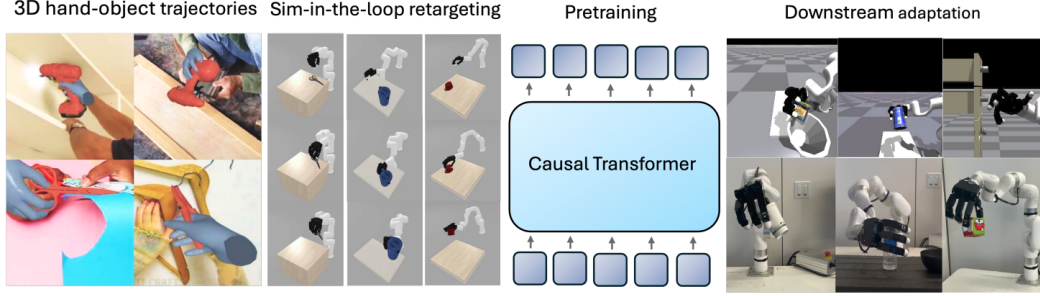 3D hand-object trajectories
Sim-in-the-loop retargeting
Pretraining
Downstream adaptation
Causal Transformer